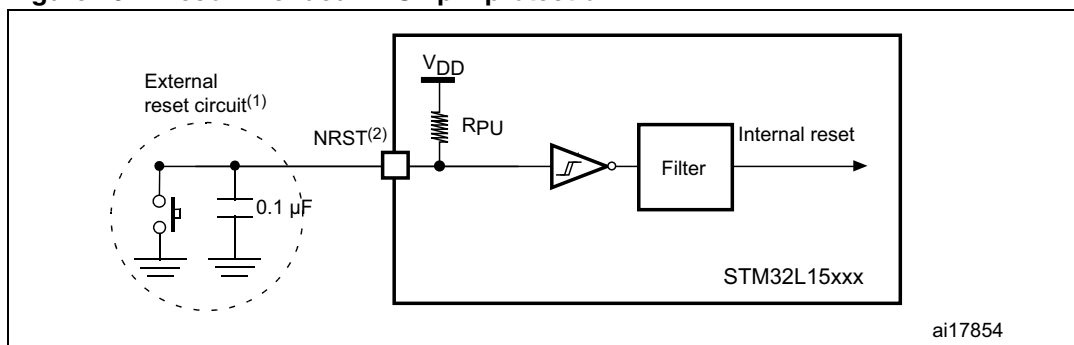 External
reset circuit(1)
NRST(2)
VDD
RPU
0.1 µF
Filter
Internal reset
STM32L15xxx
ai17854